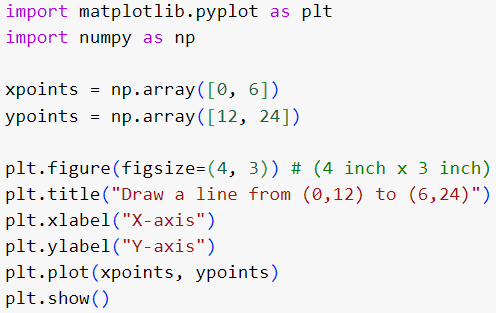 import matplotlib.pyplot as plt
import numpy as np
xpoints = np.array([0, 6])
ypoints = np.array([12, 24])
plt.figure(figsize=(4, 3)) # (4 inch x 3 inch)
plt.title("Draw a line from (0,12) to (6,24)")
plt.xlabel("X-axis")
plt.ylabel("Y-axis")
plt.plot(xpoints, ypoints)
plt.show()